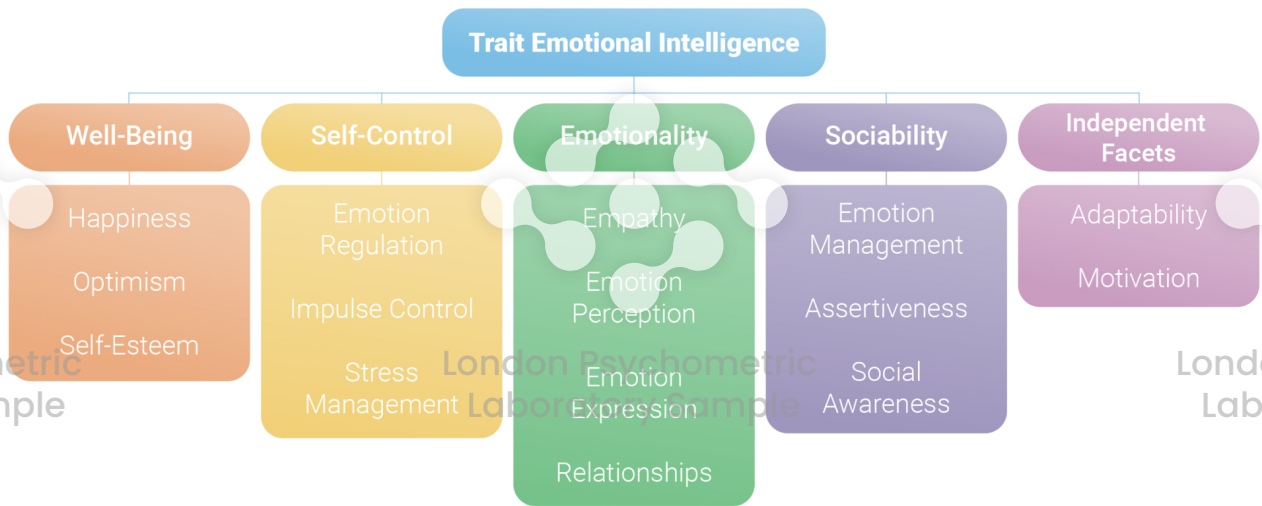 Trait Emotional Intelligence
Well-Being
Happiness
Optimism
Self-Esteem
Self-Control
Emotion
Regulation
Impulse Control
Stress
Management
Emotionality
Empathy
Emotion
Perception
Emotion
Expression
Relationships
Sociability
Emotion
Management
Assertiveness
Social
Awareness
Independent
Facets
Adaptability
Motivation
London Psychometric
Laboratory Sample